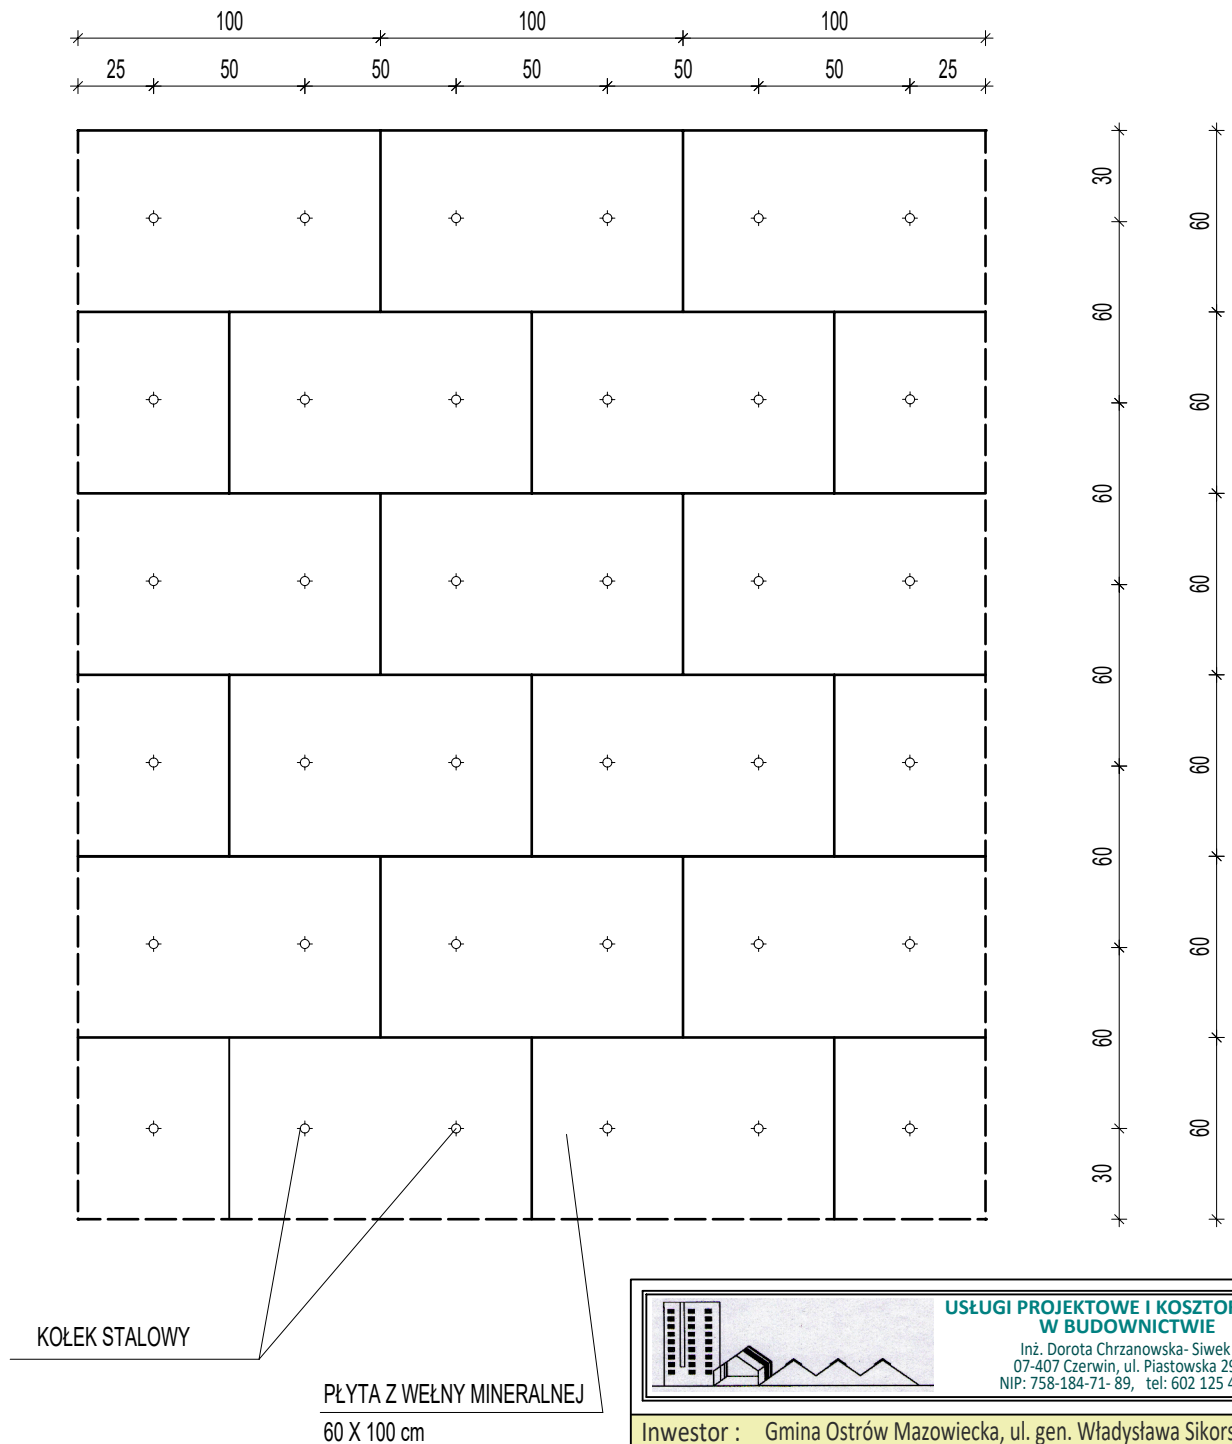 100 100 100
25 50 50 50 50 50 25
30
60
60
60
60
60
30
60
60
60
60
60
60
KOŁEK STALOWY
PŁYTA Z WEŁNY MINERALNEJ
60 X 100 cm
USŁUGI PROJEKTOWE I
W BUDOWNICTWIE
Inż. Dorota Chrzanowska- Siwek
07-407 Czerwin, ul. Piastowska
NIP: 758-184-71- 89, tel: 602 125
Inwestor : Gmina Ostrów Mazowiecka, ul. gen. Władysława